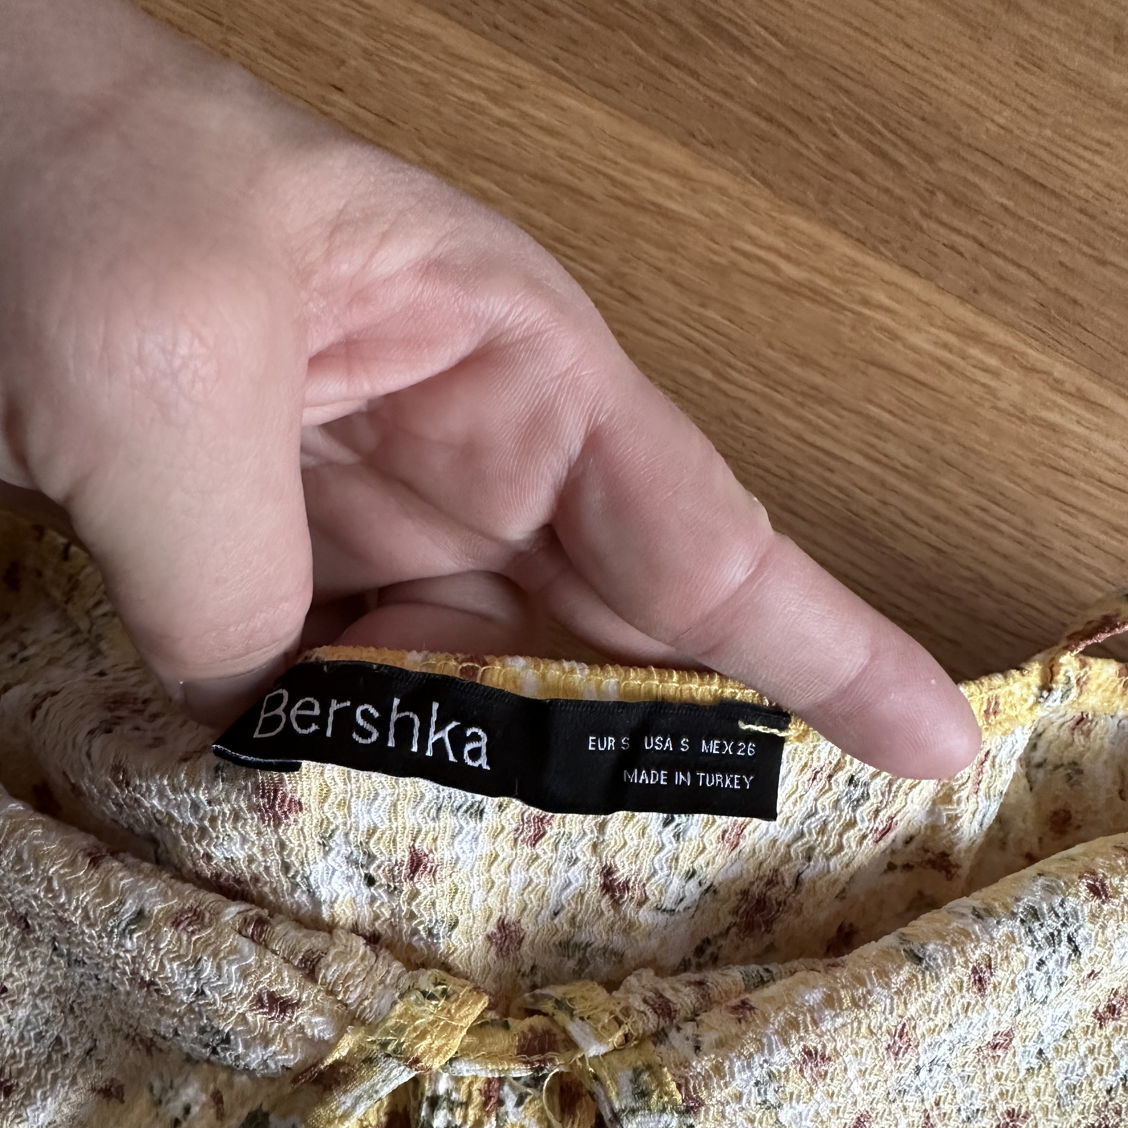 Bershka
EUR S USA S MEX 26
MADE IN TURKEY